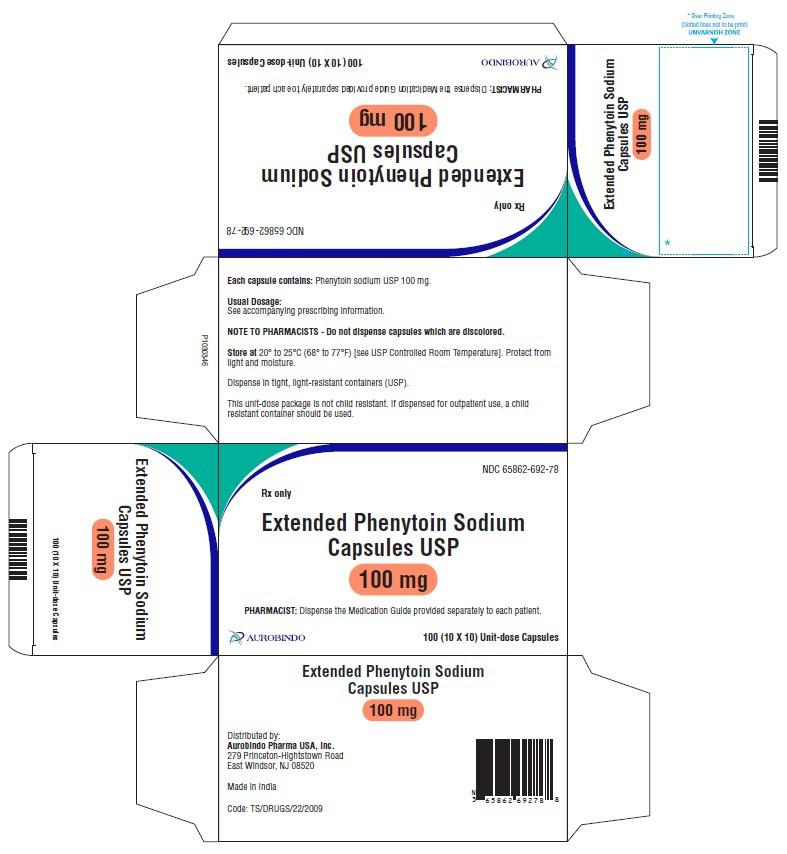 * Over Printing Zone
(Dotted lines not to be print)
UNVARNISH ZONE
100 (10 X 10) Unit-dose Capsules
AUROBINDO
PHARMACIST: Dispense the Medication Guide provided separately to each patient.
100 mg
Capsules USP
Extended Phenytoin Sodium
Rx only
NDC 65862-692-78
Extended Phenytoin Sodium
Capsules USP
100 mg
*
Each capsule contains: Phenytoin sodium USP 100 mg.
Usual Dosage:
See accompanying prescribing information.
NOTE TO PHARMACISTS - Do not dispense capsules which are discolored.
Store at 20° to 25°C (68° to 77°F) [see USP Controlled Room Temperature]. Protect from
light and moisture.
Dispense in tight, light-resistant containers (USP).
This unit-dose package is not child resistant. If dispensed for outpatient use, a child
resistant container should be used.
P1030346
Extended Phenytoin Sodium
Capsules USP
100 mg
100 (10 X 10) Unit-dose Capsules
NDC 65862-692-78
Rx only
Extended Phenytoin Sodium
Capsules USP
100 mg
PHARMACIST: Dispense the Medication Guide provided separately to each patient.
AUROBINDO
100 (10 X 10) Unit-dose Capsules
Extended Phenytoin Sodium
Capsules USP
100 mg
Distributed by:
Aurobindo Pharma USA, Inc.
279 Princeton-Hightstown Road
East Windsor, NJ 08520
Made in India
Code: TS/DRUGS/22/2009
N
3 65862 69278 8